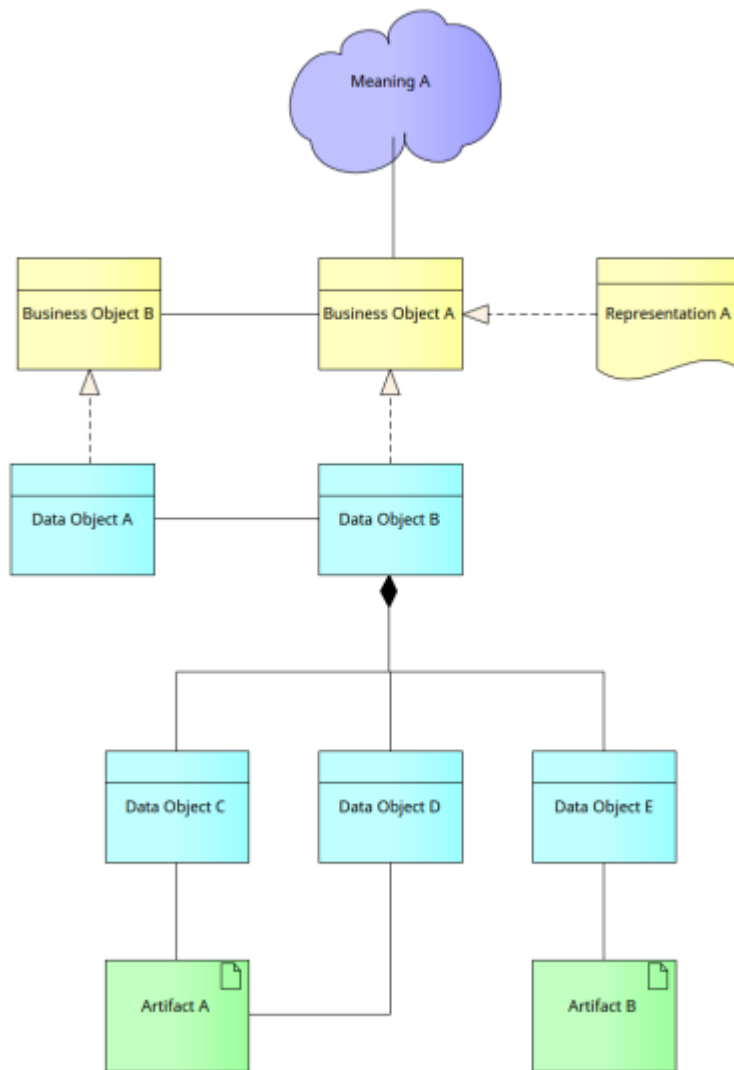 Meaning A
Business Object B
Business Object A
Representation A
Data Object A
Data Object B
Data Object C
Data Object D
Data Object E
Artifact A
Artifact B